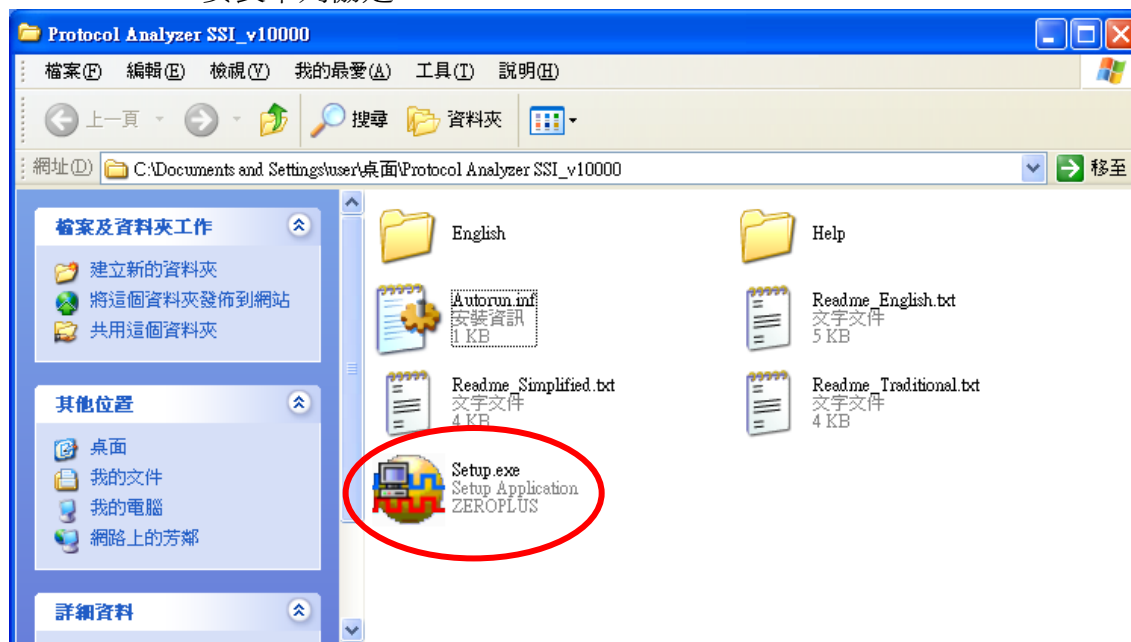 Protocol Analyzer SSI_v10000
檔案(F) 編輯(E) 檢視(V) 我的最愛(A) 工具(T) 說明(H)
上一頁 搜尋 資料夾
網址(D) C:\Documents and Settings\user\桌面\Protocol Analyzer SSI_v10000 移至
檔案及資料夾工作
建立新的資料夾
將這個資料夾發佈到網站
共用這個資料夾
其他位置
桌面
我的文件
我的電腦
網路上的芳鄰
詳細資料
English
Help
Autorun.inf
安裝資訊
1 KB
Readme_English.txt
文字文件
5 KB
Readme_Simplified.txt
文字文件
4 KB
Readme_Traditional.txt
文字文件
4 KB
Setup.exe
Setup Application
ZEROPLUS